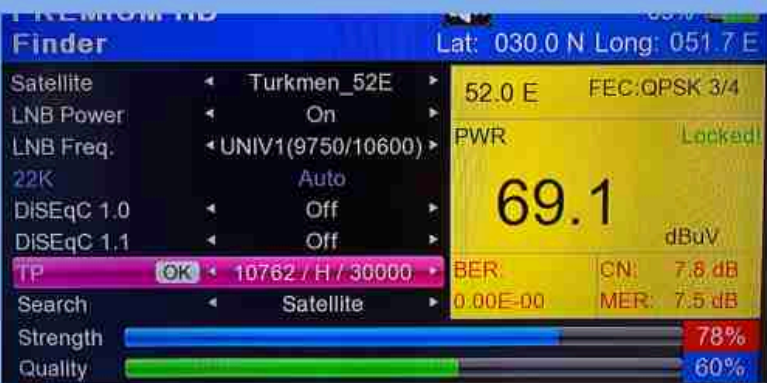 PREMIUM HD
Finder
Lat: 030.0 N Long: 051.7 E
Satellite Turkmen_52E
LNB Power On
LNB Freq. UNIV1(9750/10600)
22K Auto
DiSEqC 1.0 Off
DiSEqC 1.1 Off
TP OK 10762 / H / 30000
Search Satellite
52.0 E FEC:QPSK 3/4
PWR Locked!
69.1
dBuV
BER: CN: 7.8 dB
0.00E-00 MER: 7.5 dB
Strength 78%
Quality 60%